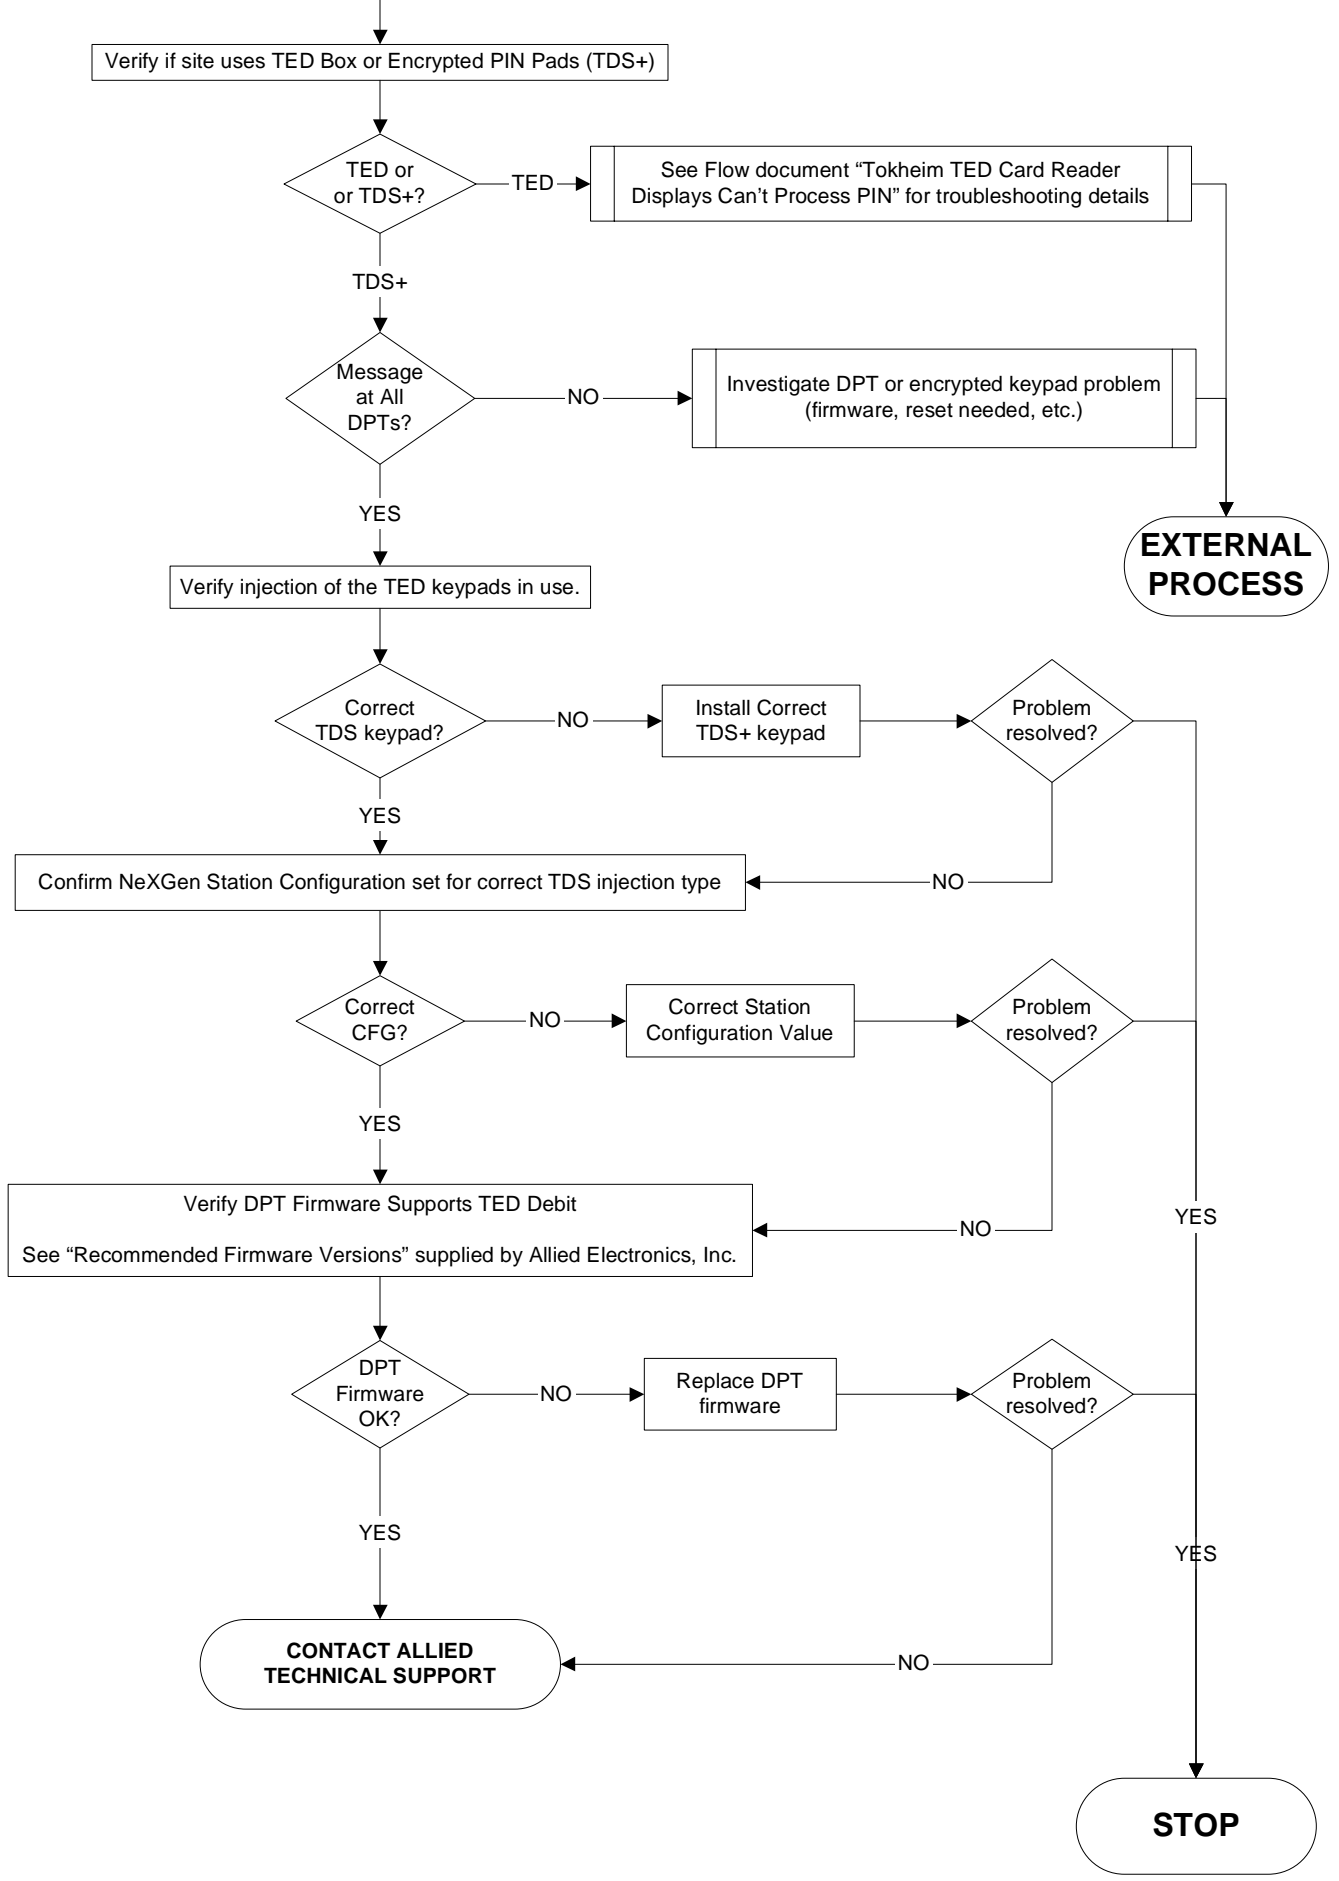 Verify if site uses TED Box or Encrypted PIN Pads (TDS+)
TED or
or TDS+?
TED
See Flow document “Tokheim TED Card Reader
Displays Can’t Process PIN” for troubleshooting details
TDS+
Message
at All
DPTs?
NO
Investigate DPT or encrypted keypad problem
(firmware, reset needed, etc.)
YES
EXTERNAL
PROCESS
Verify injection of the TED keypads in use.
Correct
TDS keypad?
NO
Install Correct
TDS+ keypad
Problem
resolved?
YES
Confirm NeXGen Station Configuration set for correct TDS injection type
NO
Correct
CFG?
NO
Correct Station
Configuration Value
Problem
resolved?
YES
Verify DPT Firmware Supports TED Debit
See “Recommended Firmware Versions” supplied by Allied Electronics, Inc.
NO
YES
DPT
Firmware
OK?
NO
Replace DPT
firmware
Problem
resolved?
YES
YES
CONTACT ALLIED
TECHNICAL SUPPORT
NO
STOP